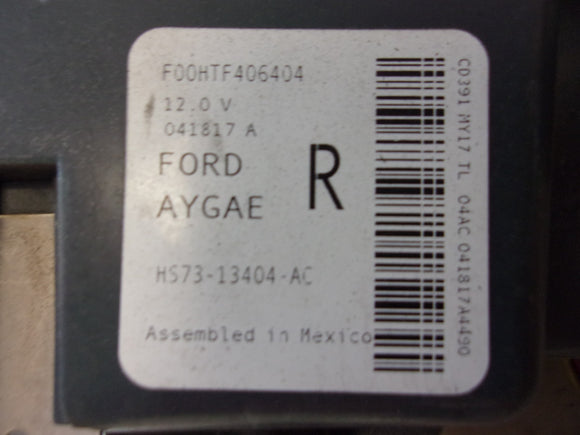 F00HTF406404
12.0 V
041817 A
FORD
AYGAE
R
HS73-13404-AC
Assembled in Mexico
CD391 MY17 TL 04AC 041817A4490